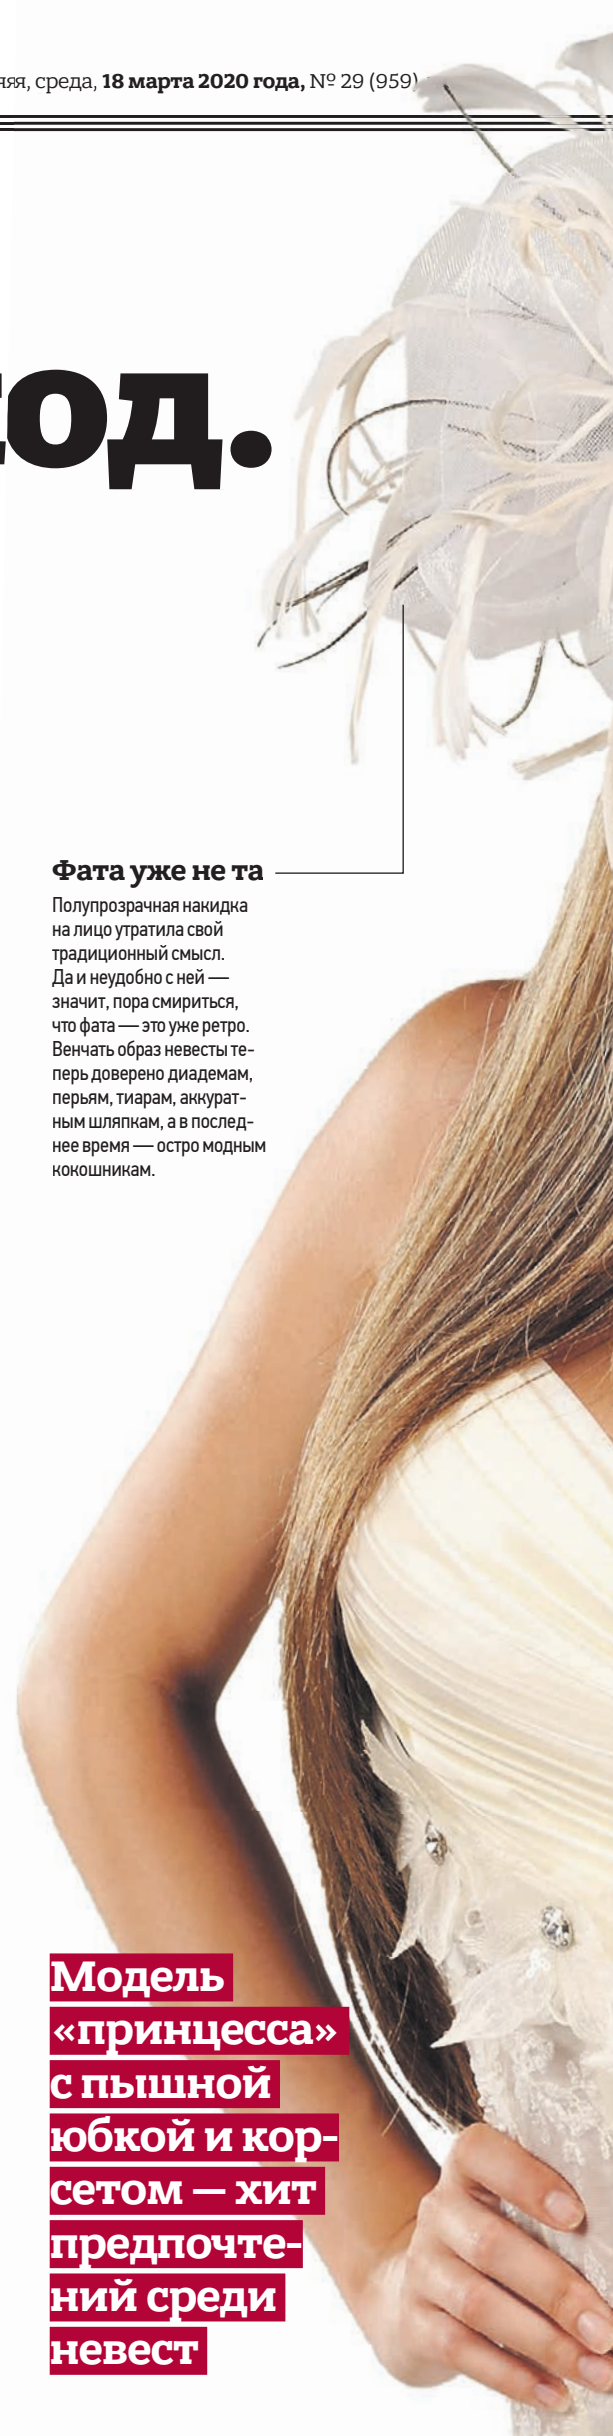 среда, 18 марта 2020 года, № 29 (959)
од.
Фата уже не та
Полупрозрачная накидка
на лицо утратила свой
традиционный смысл.
Да и неудобно с ней —
значит, пора смириться,
что фата — это уже ретро.
Венчать образ невесты те-
перь доверено диадемам,
перьям, тиарам, аккурат-
ным шляпкам, а в послед-
нее время — остро модным
кокошникам.
Модель
«принцесса»
с пышной
юбкой и кор-
сетом — хит
предпочте-
ний среди
невест